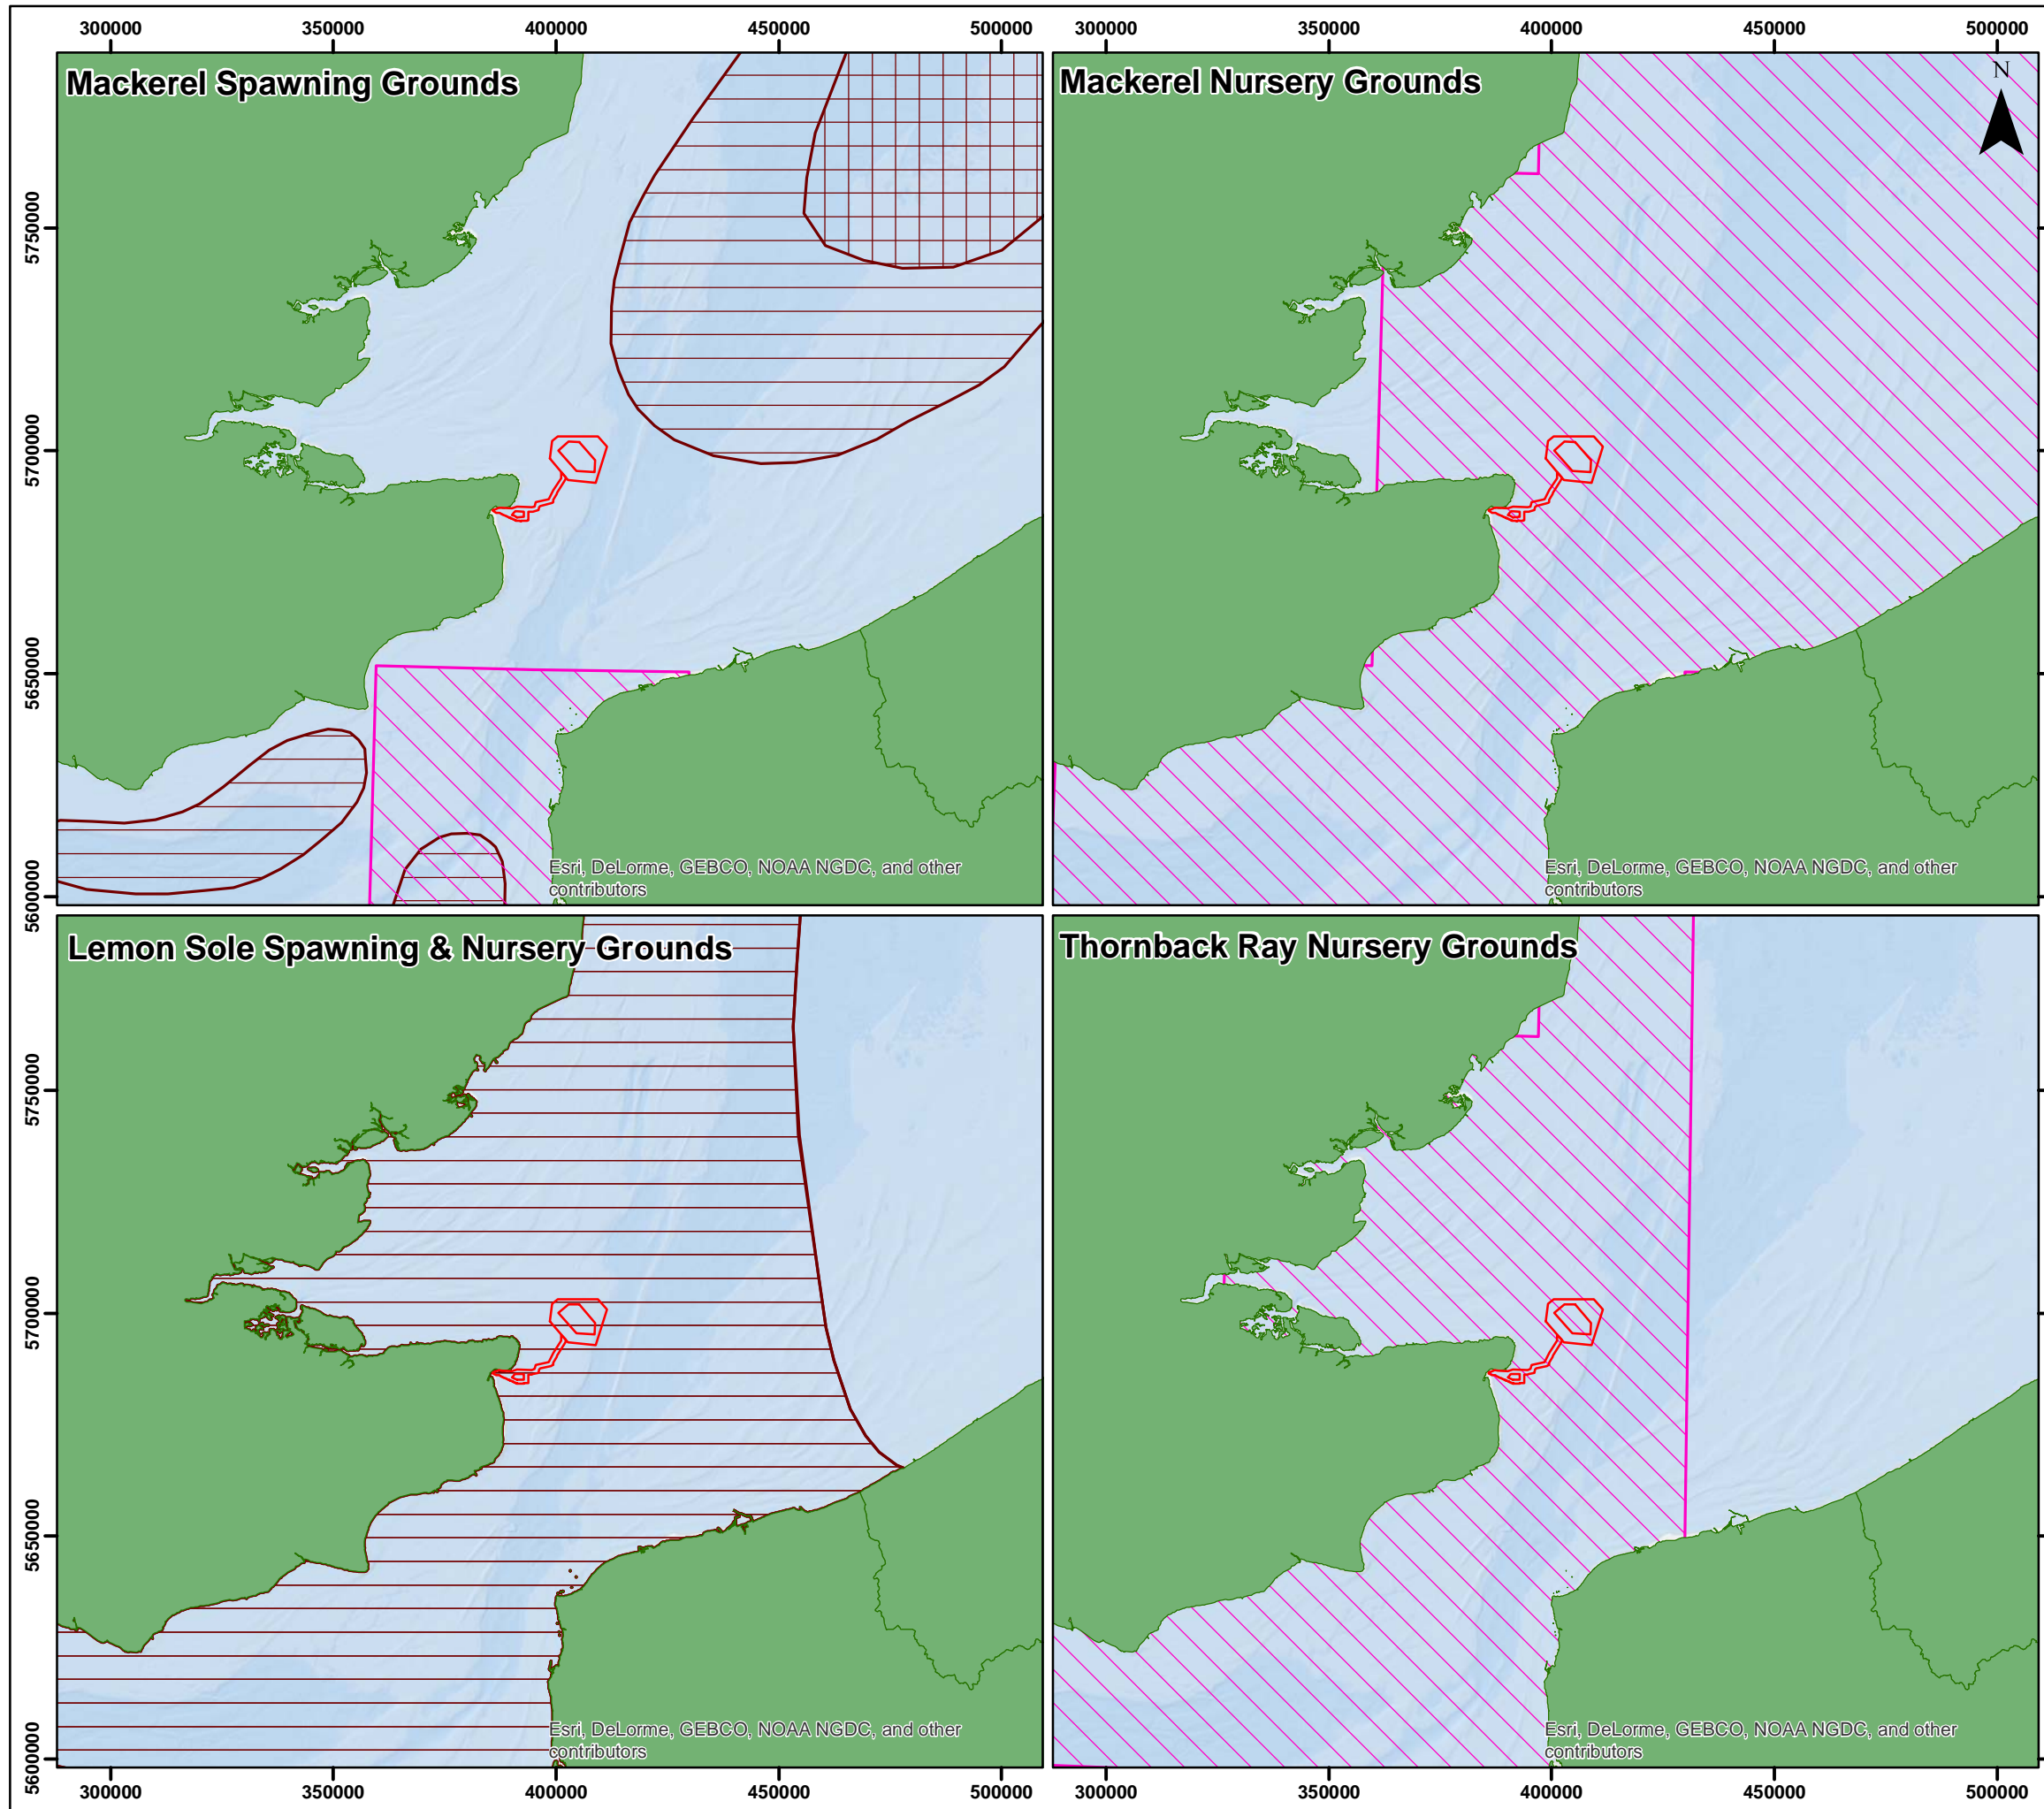 300000 350000 400000 450000 500000 300000 350000 400000 450000 500000
Mackerel Spawning Grounds
Mackerel Nursery Grounds
N
5750000
5700000
5650000
5600000
Esri, DeLorme, GEBCO, NOAA NGDC, and other
contributors
Esri, DeLorme, GEBCO, NOAA NGDC, and other
contributors
Lemon Sole Spawning & Nursery Grounds
Thornback Ray Nursery Grounds
5750000
5700000
5650000
5600000
Esri, DeLorme, GEBCO, NOAA NGDC, and other
contributors
Esri, DeLorme, GEBCO, NOAA NGDC, and other
contributors
300000 350000 400000 450000 500000 300000 350000 400000 450000 500000